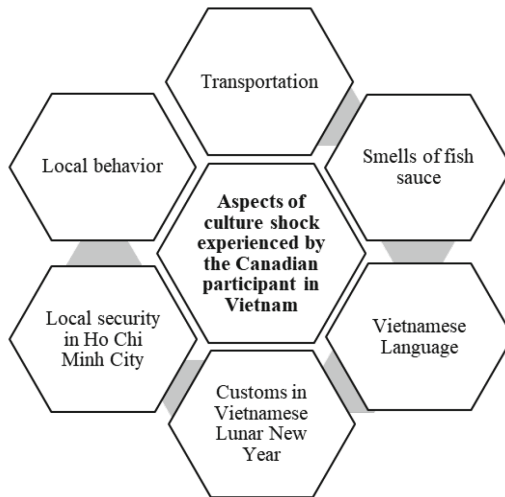 Transportation
Smells of fish
sauce
Local behavior
Aspects of
culture shock
experienced by
the Canadian
participant in
Vietnam
Vietnamese
Language
Local security
in Ho Chi
Minh City
Customs in
Vietnamese
Lunar New
Year